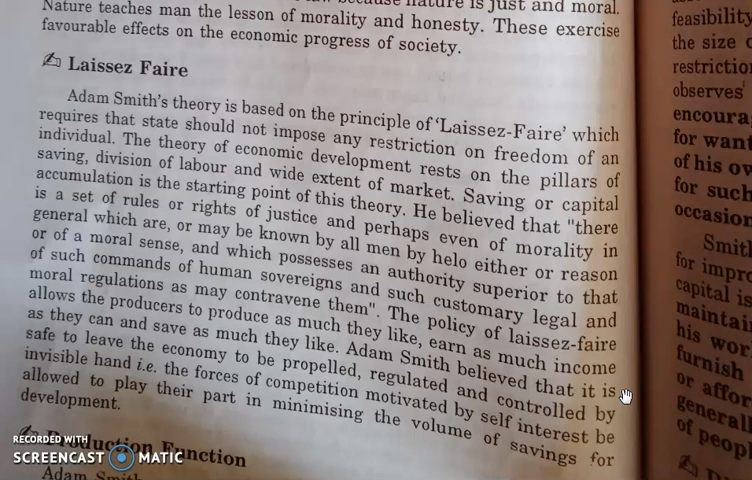 because nature is just and moral.
Nature teaches man the lesson of morality and honesty. These exercise
favourable effects on the economic progress of society.
Laissez Faire
Adam Smith's theory is based on the principle of 'Laissez-Faire' which
requires that state should not impose any restriction on freedom of an
individual. The theory of economic development rests on the pillars of
saving, division of labour and wide extent of market. Saving or capital
accumulation is the starting point of this theory. He believed that "there
is a set of rules or rights of justice and perhaps even of morality in
general which are, or may be known by all men by helo either or reason
or of a moral sense, and which possesses an authority superior to that
of such commands of human sovereigns and such customary legal and
moral regulations as may contravene them". The policy of laissez-faire
allows the producers to produce as much they like, earn as much income
as they can and save as much they like. Adam Smith believed that it is
safe to leave the economy to be propelled, regulated and controlled by
invisible hand i.e. the forces of competition motivated by self interest be
allowed to play their part in minimising the volume of savings for
development.
Production Function
Adam
RECORDED WITH
SCREENCAST MATIC
feasibility
the size
restriction
observes
encoura
for want
of his ow
for such
occasion
Smith
for impro
capital is
maintai
his wor
furnish
or affor
generall
of peopl